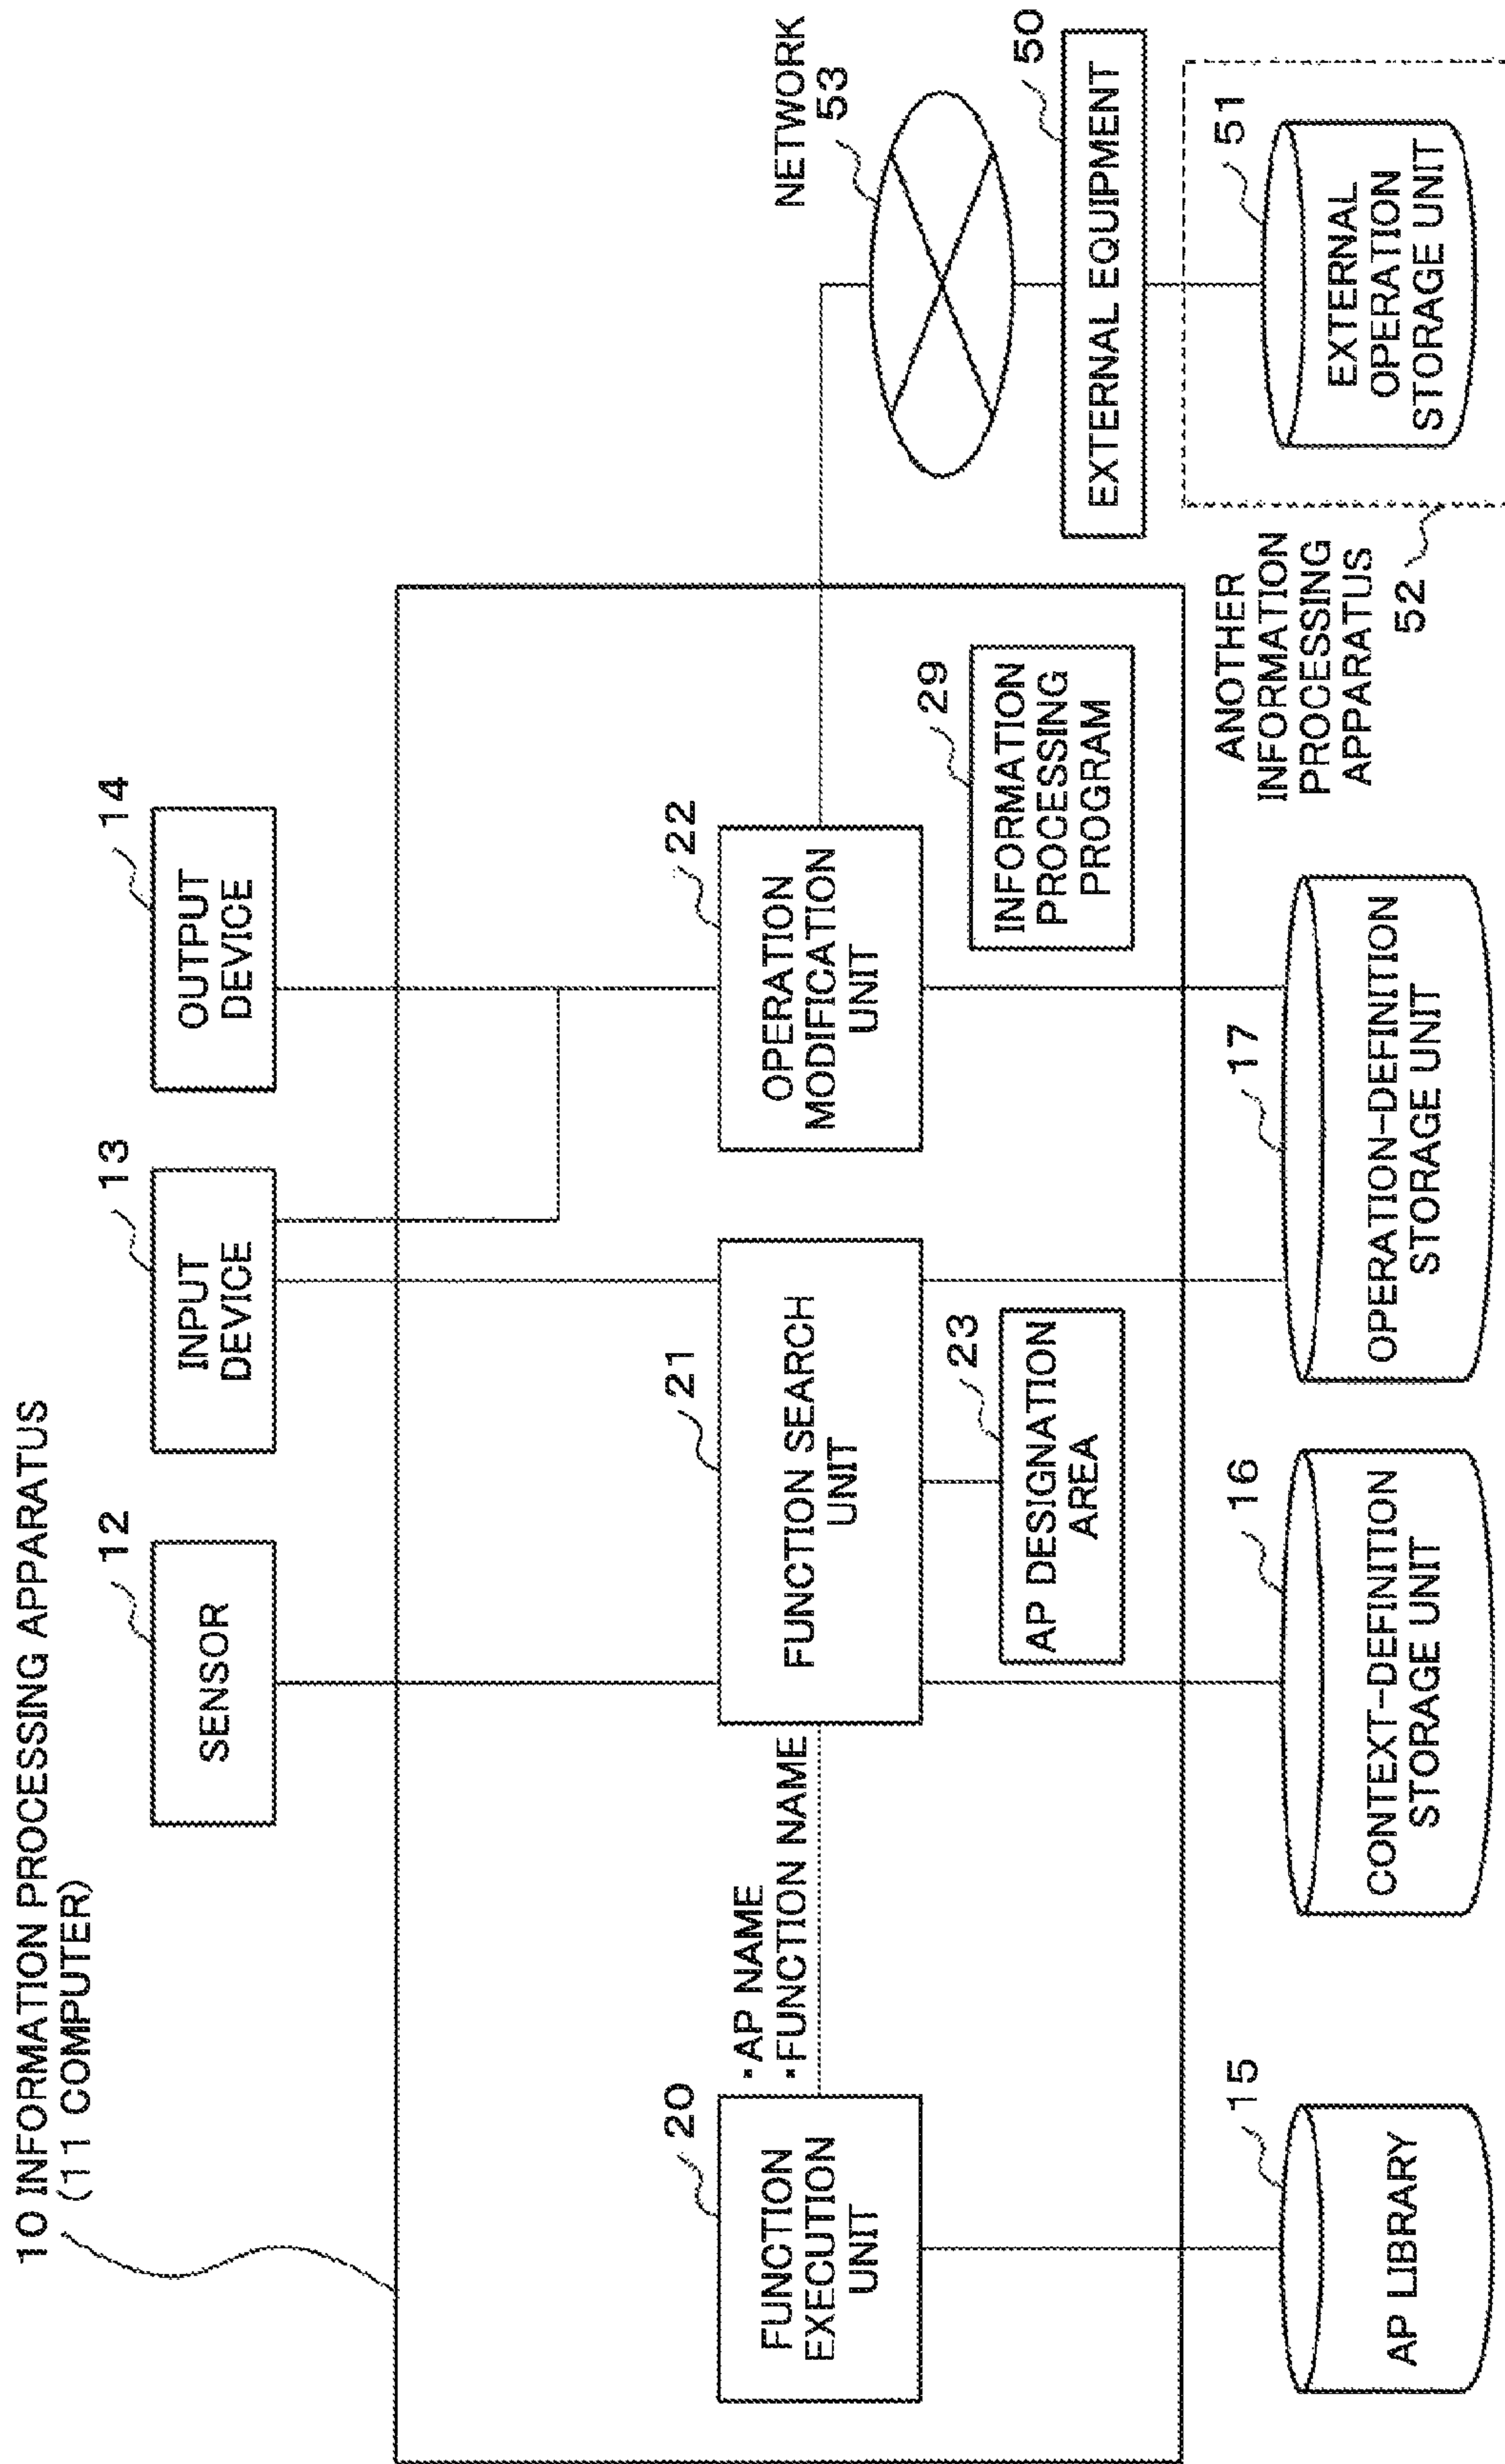 10 INFORMATION PROCESSING APPARATUS
(11 COMPUTER)
12
SENSOR
13
INPUT
DEVICE
14
OUTPUT
DEVICE
20
FUNCTION
EXECUTION
UNIT
・AP NAME
・FUNCTION NAME
21
FUNCTION SEARCH
UNIT
22
OPERATION
MODIFICATION
UNIT
23
AP DESIGNATION
AREA
29
INFORMATION
PROCESSING
PROGRAM
NETWORK
53
50
EXTERNAL EQUIPMENT
51
EXTERNAL
OPERATION
STORAGE UNIT
ANOTHER
INFORMATION
PROCESSING
APPARATUS
52
15
AP LIBRARY
16
CONTEXT-DEFINITION
STORAGE UNIT
17
OPERATION-DEFINITION
STORAGE UNIT